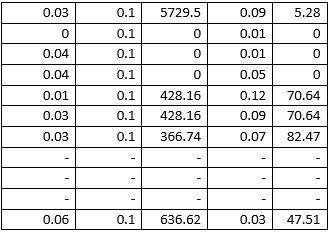 0.03 0.1 5729.5 0.09 5.28
0 0.1 0 0.01 0
0.04 0.1 0 0.01 0
0.04 0.1 0 0.05 0
0.01 0.1 428.16 0.12 70.64
0.03 0.1 428.16 0.09 70.64
0.03 0.1 366.74 0.07 82.47
- - - - -
- - - - -
- - - - -
0.06 0.1 636.62 0.03 47.51